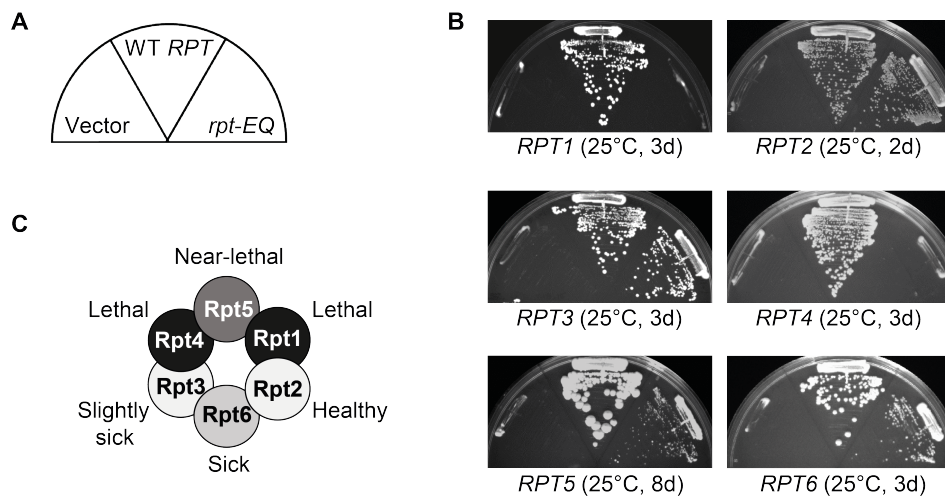 A
WT RPT
Vector
rpt-EQ
B
RPT1 (25°C, 3d)
RPT2 (25°C, 2d)
RPT3 (25°C, 3d)
RPT4 (25°C, 3d)
RPT5 (25°C, 8d)
RPT6 (25°C, 3d)
C
Near-lethal
Lethal
Lethal
Rpt5
Rpt4
Rpt1
Rpt3
Rpt2
Rpt6
Slightly
sick
Healthy
Sick